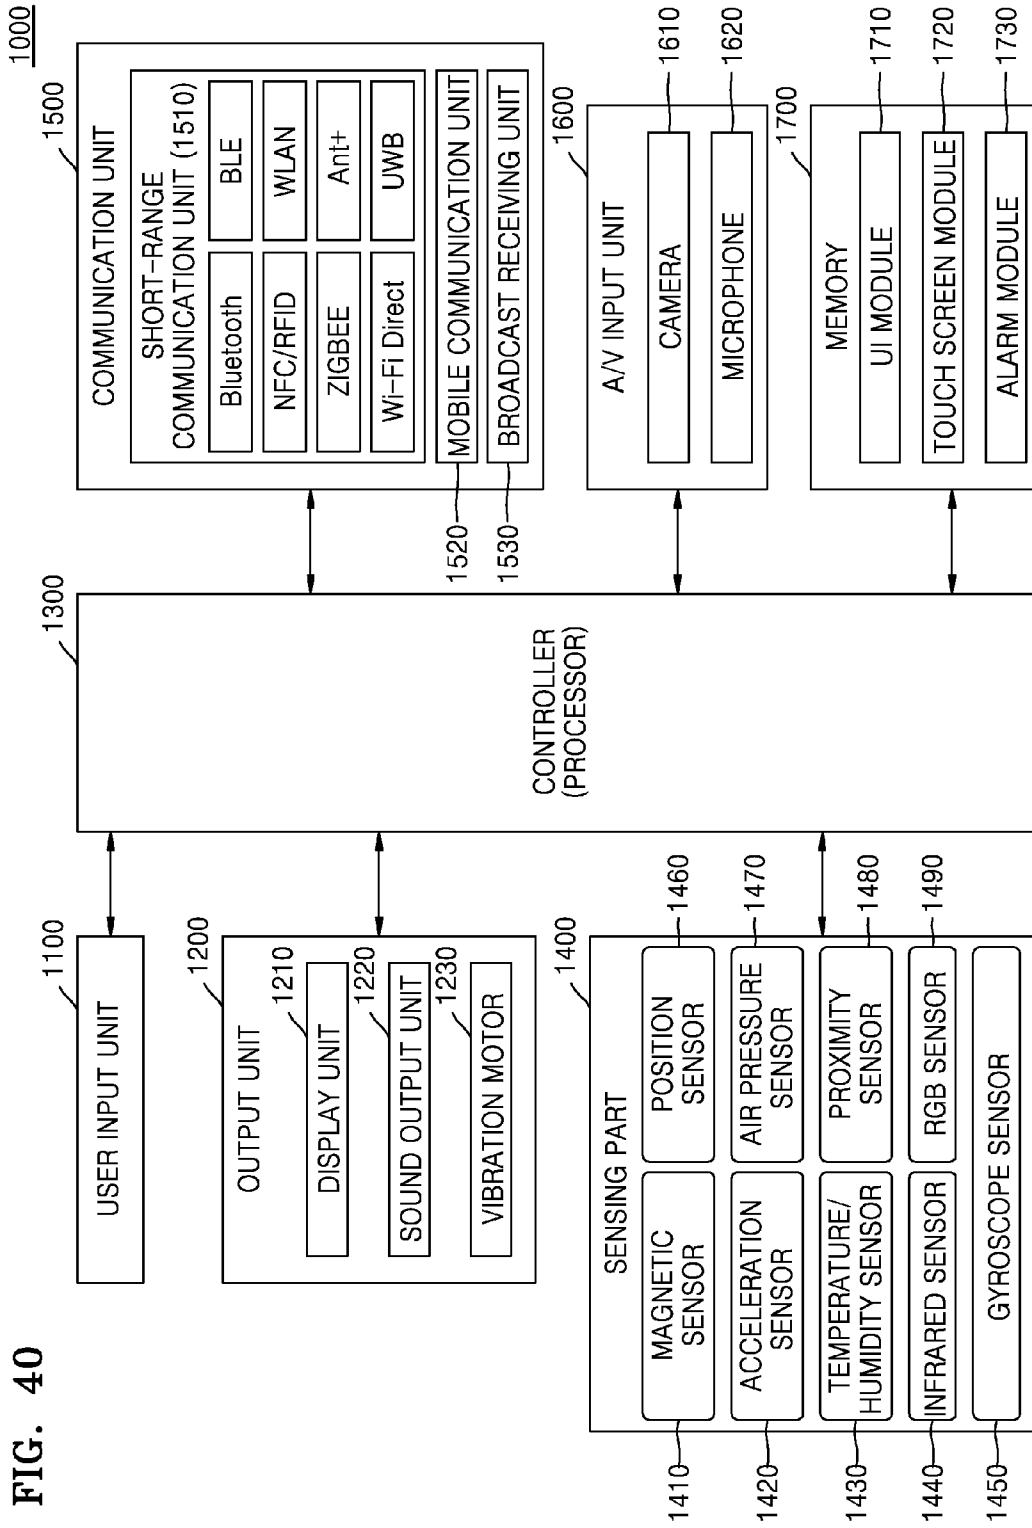 FIG. 40
1000
1100
USER INPUT UNIT
1200
OUTPUT UNIT
1210
DISPLAY UNIT
1220
SOUND OUTPUT UNIT
1230
VIBRATION MOTOR
1400
SENSING PART
1410
MAGNETIC
SENSOR
POSITION
SENSOR
1460
1420
ACCELERATION
SENSOR
AIR PRESSURE
SENSOR
1470
1430
TEMPERATURE/
HUMIDITY SENSOR
PROXIMITY
SENSOR
1480
1440
INFRARED SENSOR
RGB SENSOR
1490
1450
GYROSCOPE SENSOR
1300
CONTROLLER
(PROCESSOR)
1500
COMMUNICATION UNIT
SHORT-RANGE
COMMUNICATION UNIT (1510)
Bluetooth
BLE
NFC/RFID
WLAN
ZIGBEE
Ant+
Wi-Fi Direct
UWB
1520
MOBILE COMMUNICATION UNIT
1530
BROADCAST RECEIVING UNIT
1600
A/V INPUT UNIT
CAMERA
1610
MICROPHONE
1620
1700
MEMORY
UI MODULE
1710
TOUCH SCREEN MODULE
1720
ALARM MODULE
1730